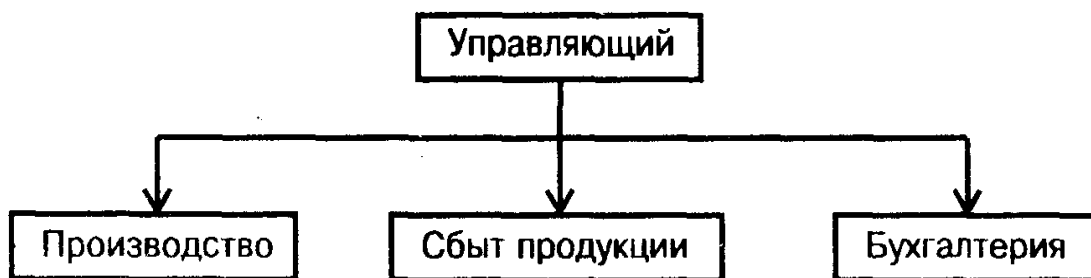 Управляющий
Производство
Сбыт продукции
Бухгалтерия